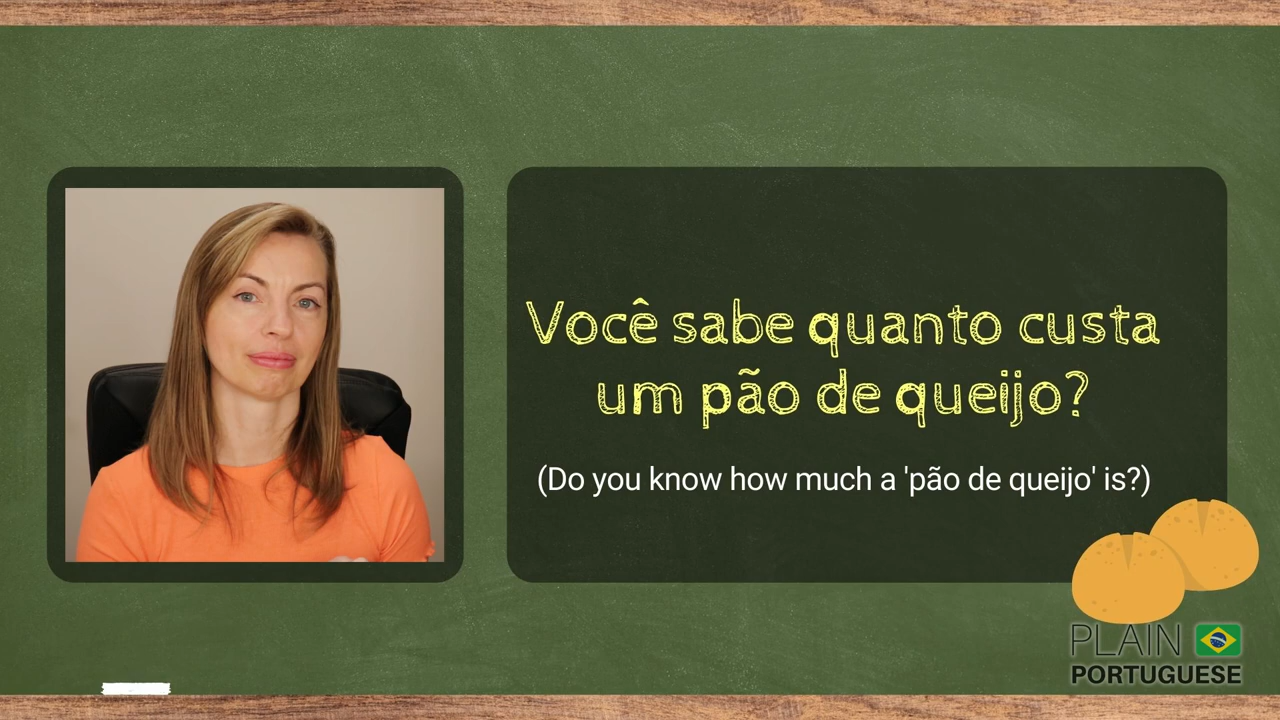 Você sabe quanto custa
um pão de queijo?
(Do you know how much a 'pão de queijo' is?)
PLAIN
PORTUGUESE